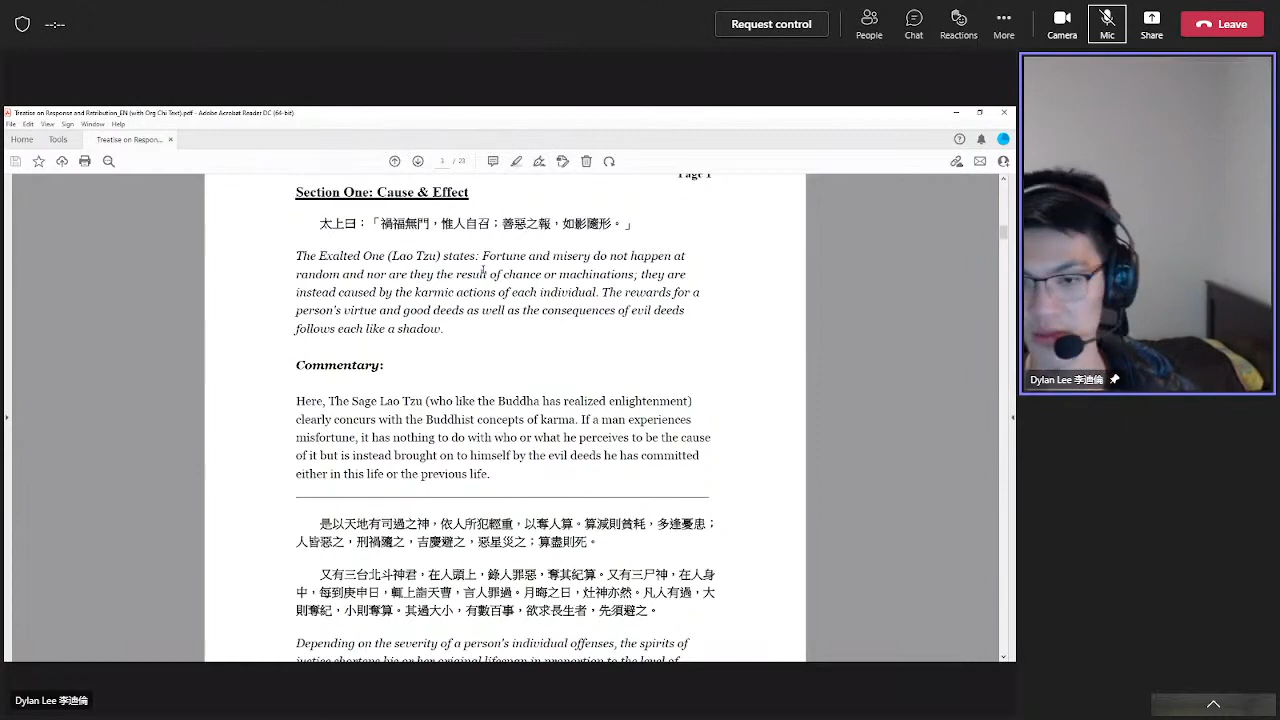 --:--
Request control
People
Chat
Reactions
More
Camera
Mic
Share
Leave
Treatise on Response and Retribution_EN (with Org Chi Text).pdf - Adobe Acrobat Reader DC (64-bit)
File Edit View Sign Window Help
Home Tools Treatise on Respon... ×
3 / 23
Page 1
Section One: Cause & Effect
太上曰：「禍福無門，惟人自召；善惡之報，如影隨形。」
The Exalted One (Lao Tzu) states: Fortune and misery do not happen at
random and nor are they the result of chance or machinations; they are
instead caused by the karmic actions of each individual. The rewards for a
person's virtue and good deeds as well as the consequences of evil deeds
follows each like a shadow.
Commentary:
Here, The Sage Lao Tzu (who like the Buddha has realized enlightenment)
clearly concurs with the Buddhist concepts of karma. If a man experiences
misfortune, it has nothing to do with who or what he perceives to be the cause
of it but is instead brought on to himself by the evil deeds he has committed
either in this life or the previous life.
是以天地有司過之神，依人所犯輕重，以奪人算。算減則貧耗，多逢憂患；
人皆惡之，刑禍隨之，吉慶避之，惡星災之；算盡則死。
又有三台北斗神君，在人頭上，錄人罪惡，奪其紀算。又有三尸神，在人身
中，每到庚申日，輒上詣天曹，言人罪過。月晦之日，灶神亦然。凡人有過，大
則奪紀，小則奪算。其過大小，有數百事，欲求長生者，先須避之。
Depending on the severity of a person's individual offenses, the spirits of
justice shortens his or her original lifespan in proportion to the level of
Dylan Lee 李迪倫
Dylan Lee 李迪倫